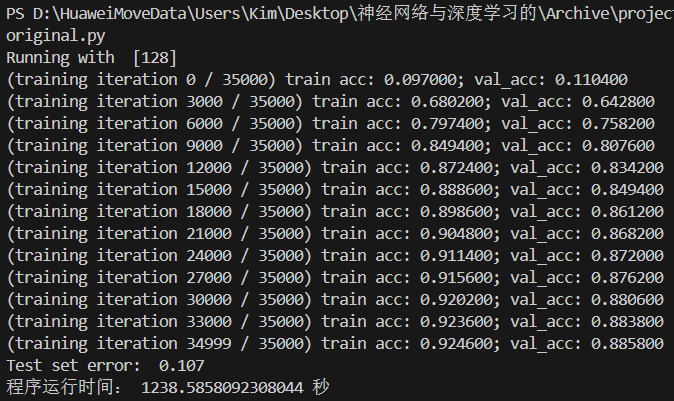 PS D:\HuaweiMoveData\Users\Kim\Desktop\神经网络与深度学习的\Archive\projec
original.py
Running with  [128]
(training iteration 0 / 35000) train acc: 0.097000; val_acc: 0.110400
(training iteration 3000 / 35000) train acc: 0.680200; val_acc: 0.642800
(training iteration 6000 / 35000) train acc: 0.797400; val_acc: 0.758200
(training iteration 9000 / 35000) train acc: 0.849400; val_acc: 0.807600
(training iteration 12000 / 35000) train acc: 0.872400; val_acc: 0.834200
(training iteration 15000 / 35000) train acc: 0.888600; val_acc: 0.849400
(training iteration 18000 / 35000) train acc: 0.898600; val_acc: 0.861200
(training iteration 21000 / 35000) train acc: 0.904800; val_acc: 0.868200
(training iteration 24000 / 35000) train acc: 0.911400; val_acc: 0.872000
(training iteration 27000 / 35000) train acc: 0.915600; val_acc: 0.876200
(training iteration 30000 / 35000) train acc: 0.920200; val_acc: 0.880600
(training iteration 33000 / 35000) train acc: 0.923600; val_acc: 0.883800
(training iteration 34999 / 35000) train acc: 0.924600; val_acc: 0.885800
Test set error:  0.107
程序运行时间： 1238.5858092308044 秒